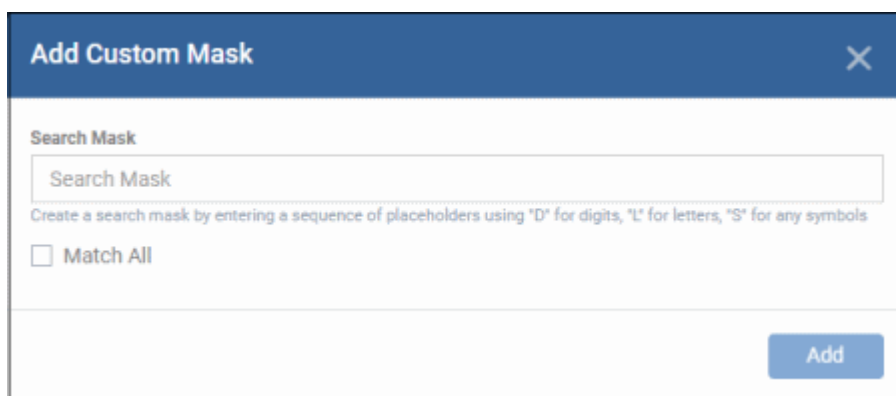 Add Custom Mask
Search Mask
Search Mask
Create a search mask by entering a sequence of placeholders using "D" for digits, "L" for letters, "S" for any symbols
Match All
Add